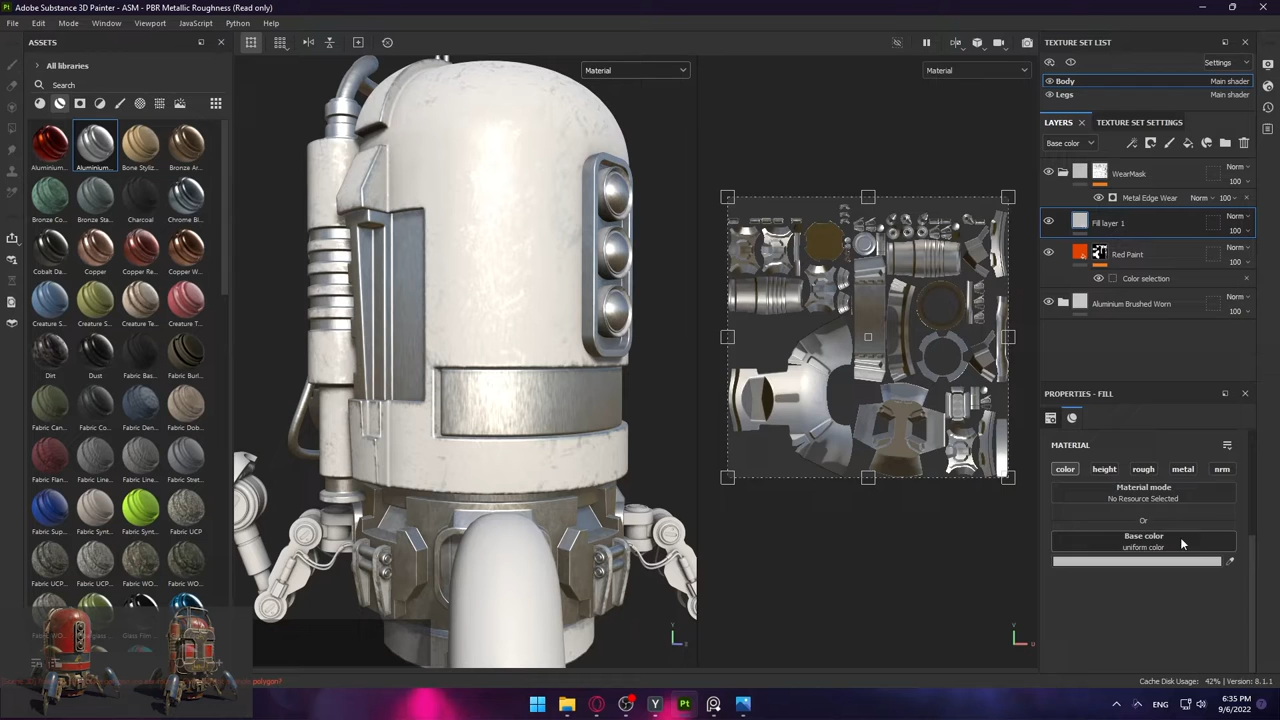 Adobe Substance 3D Painter - ASM - PBR Metallic Roughness (Read only)
File Edit Mode Window Viewport JavaScript Python Help
ASSETS
All libraries
Search
Aluminium... Aluminium... Bone Styliz... Bronze Ar...
Bronze Co... Bronze Sta... Charcoal Chrome Bl...
Cobalt Da... Copper Copper Re... Copper W...
Creature S... Creature S... Creature Te... Creature T...
Dirt Dust Fabric Bas... Fabric Burl...
Fabric Can... Fabric Co... Fabric Den... Fabric Dob...
Fabric Line... Fabric Line... Fabric Line... Fabric Stret...
Fabric Sup... Fabric Synt... Fabric Synt... Fabric UCP
Fabric UCP... Fabric UCP... Fabric WO... Fabric WO...
Material
Material
TEXTURE SET LIST
Settings
Body Main shader
Legs Main shader
LAYERS TEXTURE SET SETTINGS
Base color
WearMask Norm
100
Metal Edge Wear Norm 100
Fill layer 1 Norm
100
Red Paint Norm
100
Color selection
Aluminium Brushed Worn Norm
100
PROPERTIES - FILL
MATERIAL
color height rough metal nrm
Material mode
No Resource Selected
Or
Base color
uniform color
Y
V
U
polygon?
Cache Disk Usage: 42% | Version: 8.1.1
ENG
6:35 PM
9/6/2022